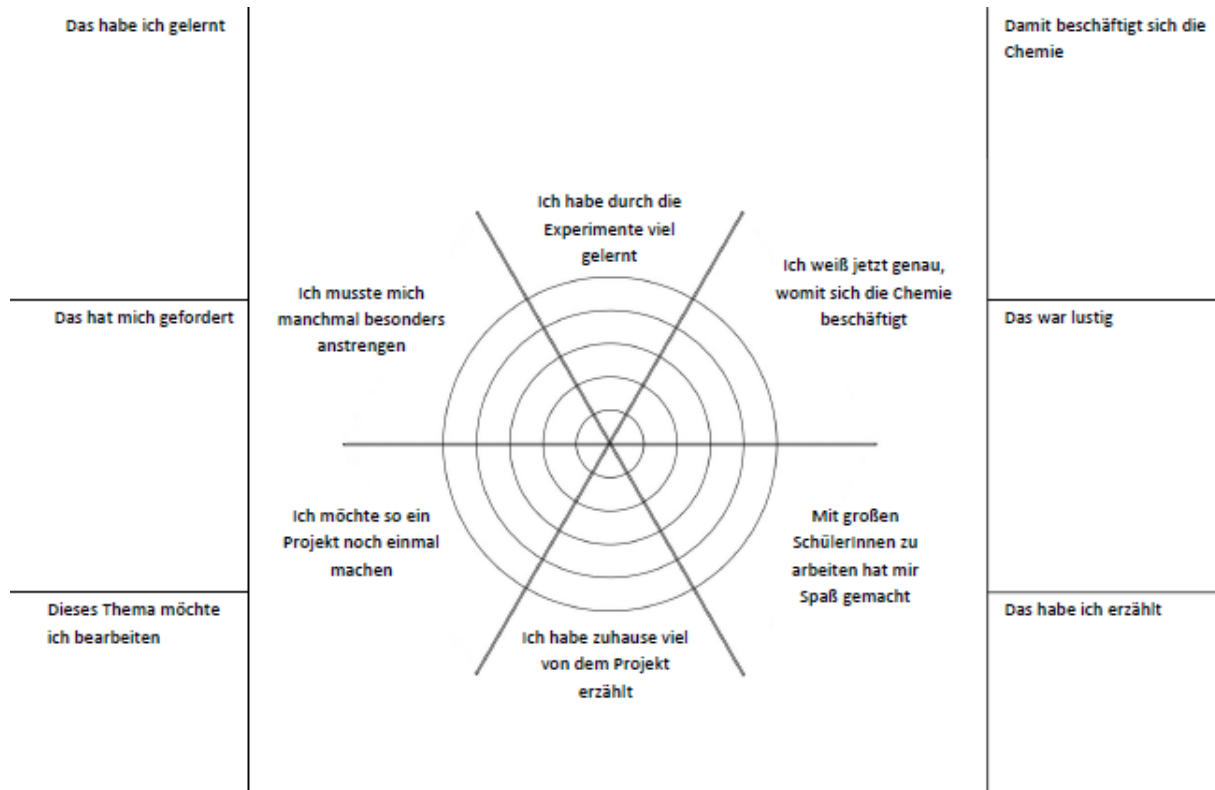 Das habe ich gelernt
Damit beschäftigt sich die
Chemie
Ich habe durch die
Experimente viel
gelernt
Ich weiß jetzt genau,
womit sich die Chemie
beschäftigt
Ich musste mich
manchmal besonders
anstrengen
Das hat mich gefordert
Das war lustig
Ich möchte so ein
Projekt noch einmal
machen
Mit großen
SchülerInnen zu
arbeiten hat mir
Spaß gemacht
Dieses Thema möchte
ich bearbeiten
Das habe ich erzählt
Ich habe zuhause viel
von dem Projekt
erzählt